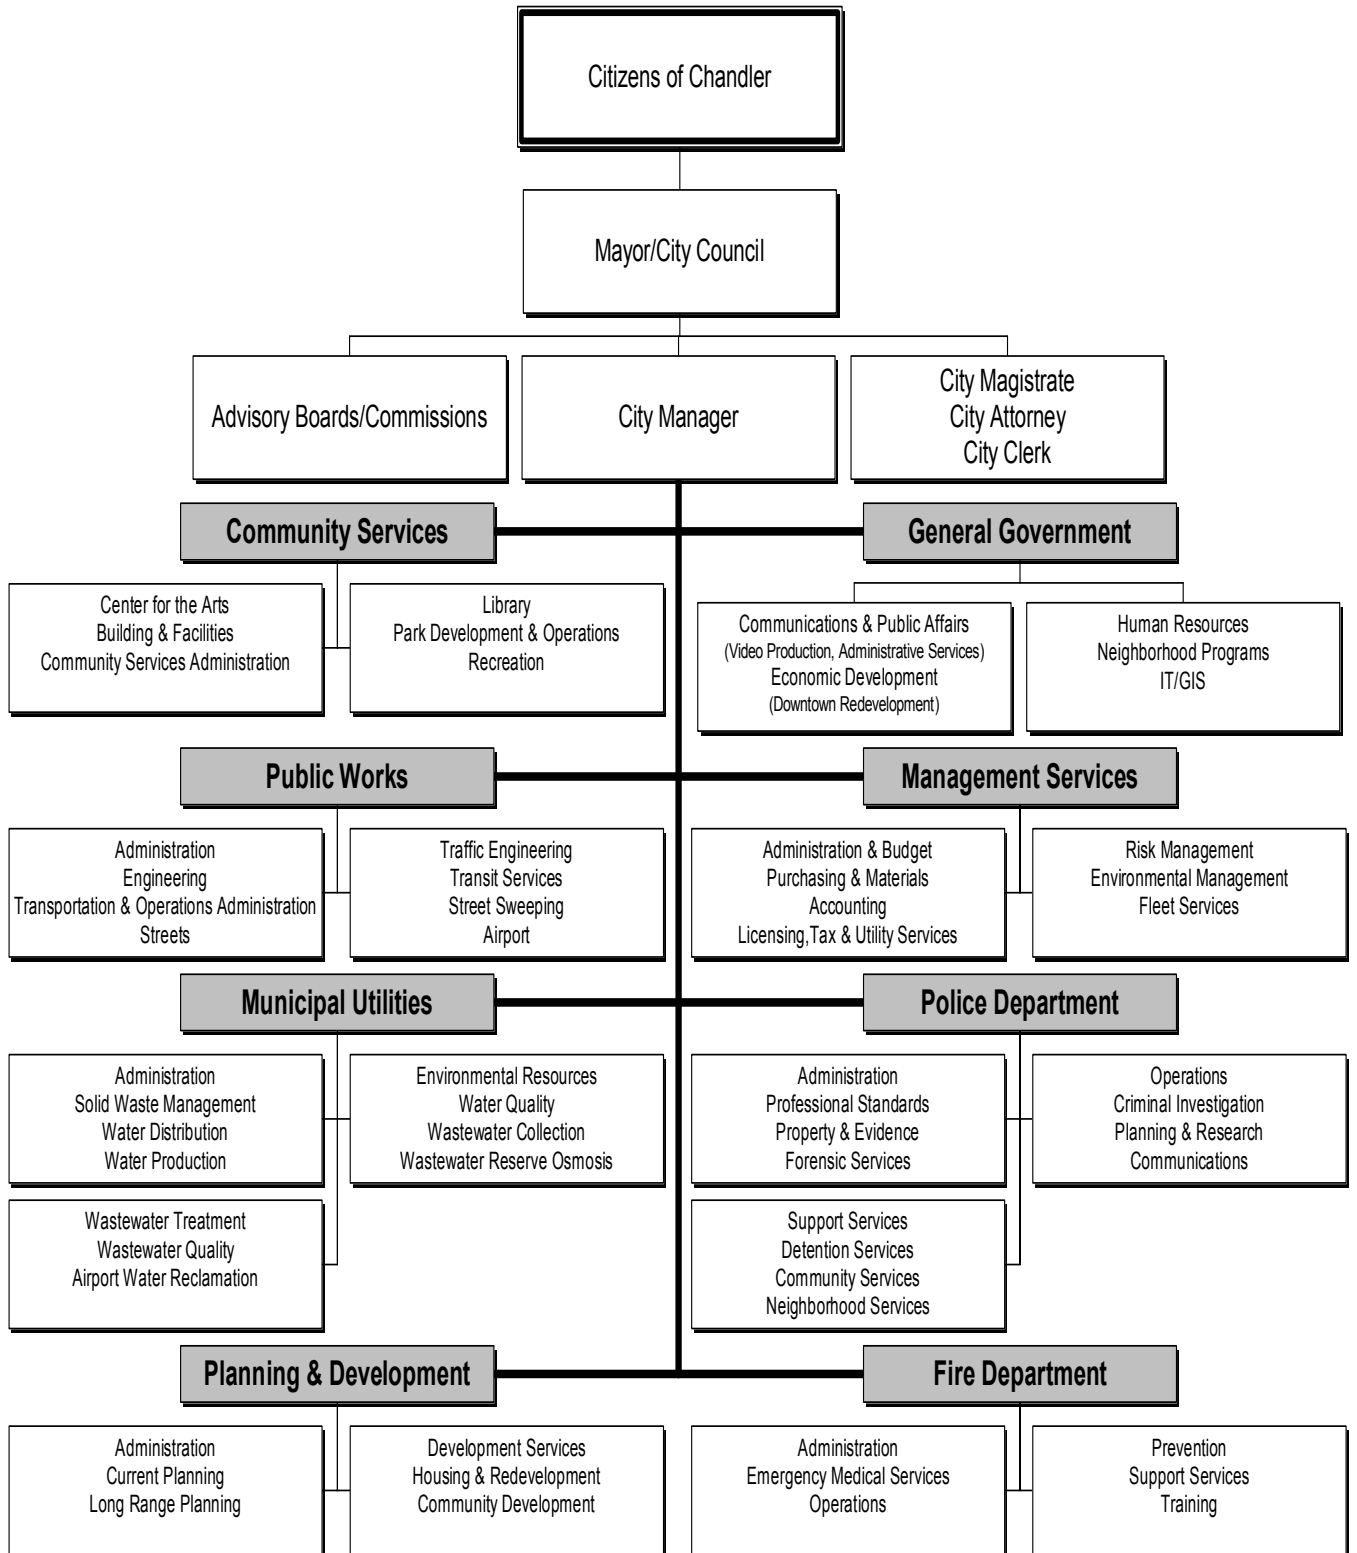 Citizens of Chandler
Mayor/City Council
Advisory Boards/Commissions
City Manager
City Magistrate
City Attorney
City Clerk
Community Services
General Government
Center for the Arts
Building & Facilities
Community Services Administration
Library
Park Development & Operations
Recreation
Communications & Public Affairs
(Video Production, Administrative Services)
Economic Development
(Downtown Redevelopment)
Human Resources
Neighborhood Programs
IT/GIS
Public Works
Management Services
Administration
Engineering
Transportation & Operations Administration
Streets
Traffic Engineering
Transit Services
Street Sweeping
Airport
Administration & Budget
Purchasing & Materials
Accounting
Licensing,Tax & Utility Services
Risk Management
Environmental Management
Fleet Services
Municipal Utilities
Police Department
Administration
Solid Waste Management
Water Distribution
Water Production
Environmental Resources
Water Quality
Wastewater Collection
Wastewater Reserve Osmosis
Administration
Professional Standards
Property & Evidence
Forensic Services
Operations
Criminal Investigation
Planning & Research
Communications
Wastewater Treatment
Wastewater Quality
Airport Water Reclamation
Support Services
Detention Services
Community Services
Neighborhood Services
Planning & Development
Fire Department
Administration
Current Planning
Long Range Planning
Development Services
Housing & Redevelopment
Community Development
Administration
Emergency Medical Services
Operations
Prevention
Support Services
Training